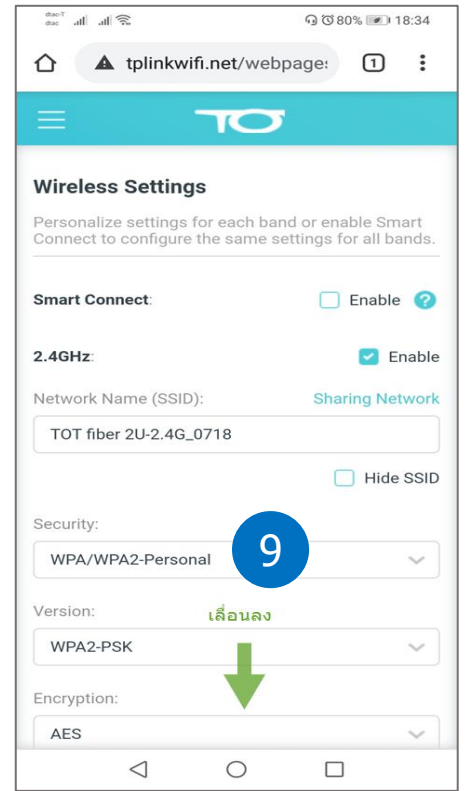 dtac-T
dtac
80% 18:34
tplinkwifi.net/webpage: 1
TOT
Wireless Settings
Personalize settings for each band or enable Smart
Connect to configure the same settings for all bands.
Smart Connect: Enable ?
2.4GHz: Enable
Network Name (SSID): Sharing Network
TOT fiber 2U-2.4G_0718
Hide SSID
Security:
WPA/WPA2-Personal
9
Version:
เลื่อนลง
WPA2-PSK
Encryption:
AES